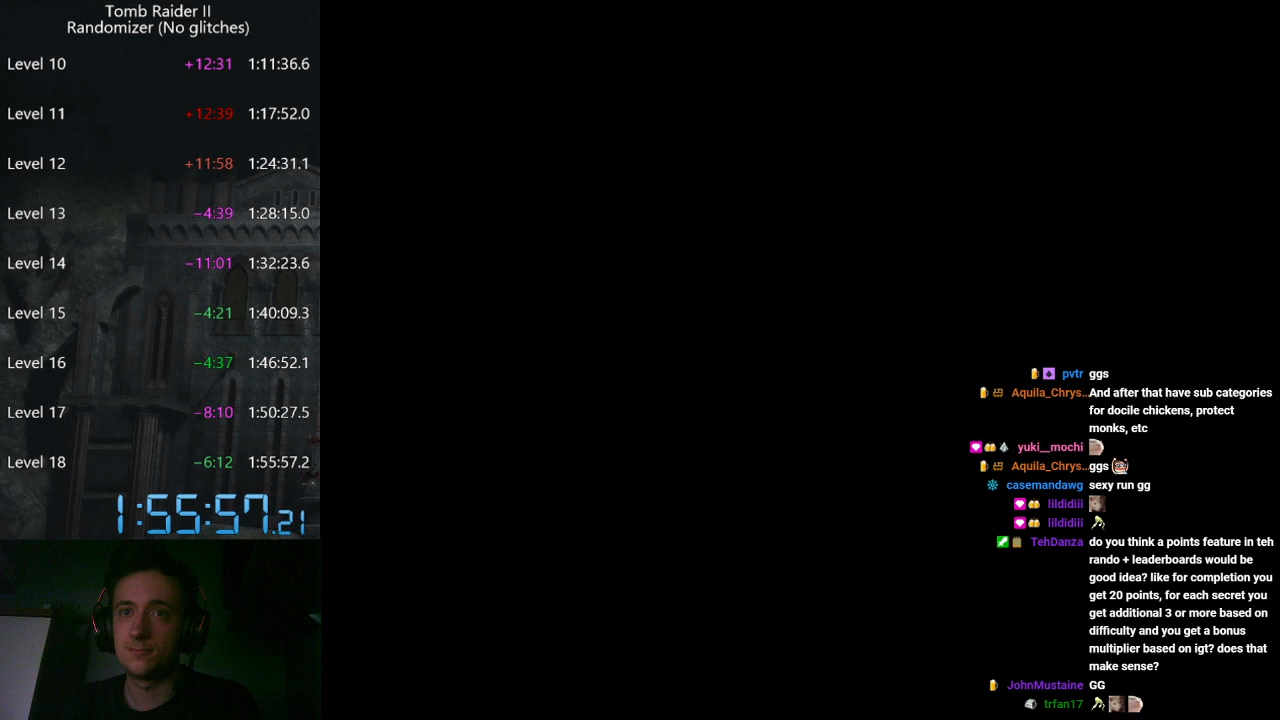 Tomb Raider II
Randomizer (No glitches)
Level 10 +12:31 1:11:36.6
Level 11 +12:39 1:17:52.0
Level 12 +11:58 1:24:31.1
Level 13 −4:39 1:28:15.0
Level 14 −11:01 1:32:23.6
Level 15 −4:21 1:40:09.3
Level 16 −4:37 1:46:52.1
Level 17 −8:10 1:50:27.5
Level 18 −6:12 1:55:57.2
1:55:57.21
pvtr ggs
Aquila_Chrys... And after that have sub categories
for docile chickens, protect
monks, etc
yuki__mochi
Aquila_Chrys... ggs
casemandawg sexy run gg
lildidiii
lildidiii
TehDanza do you think a points feature in teh
rando + leaderboards would be
good idea? like for completion you
get 20 points, for each secret you
get additional 3 or more based on
difficulty and you get a bonus
multiplier based on igt? does that
make sense?
JohnMustaine GG
trfan17